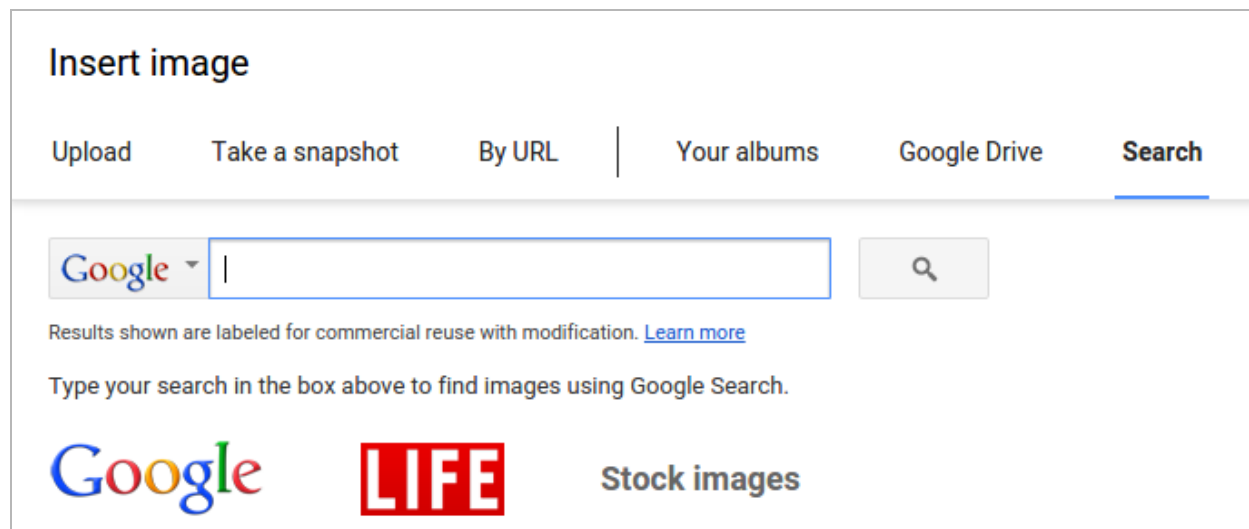 Insert image
Upload Take a snapshot By URL Your albums Google Drive Search
Google
Results shown are labeled for commercial reuse with modification. Learn more
Type your search in the box above to find images using Google Search.
Google LIFE Stock images